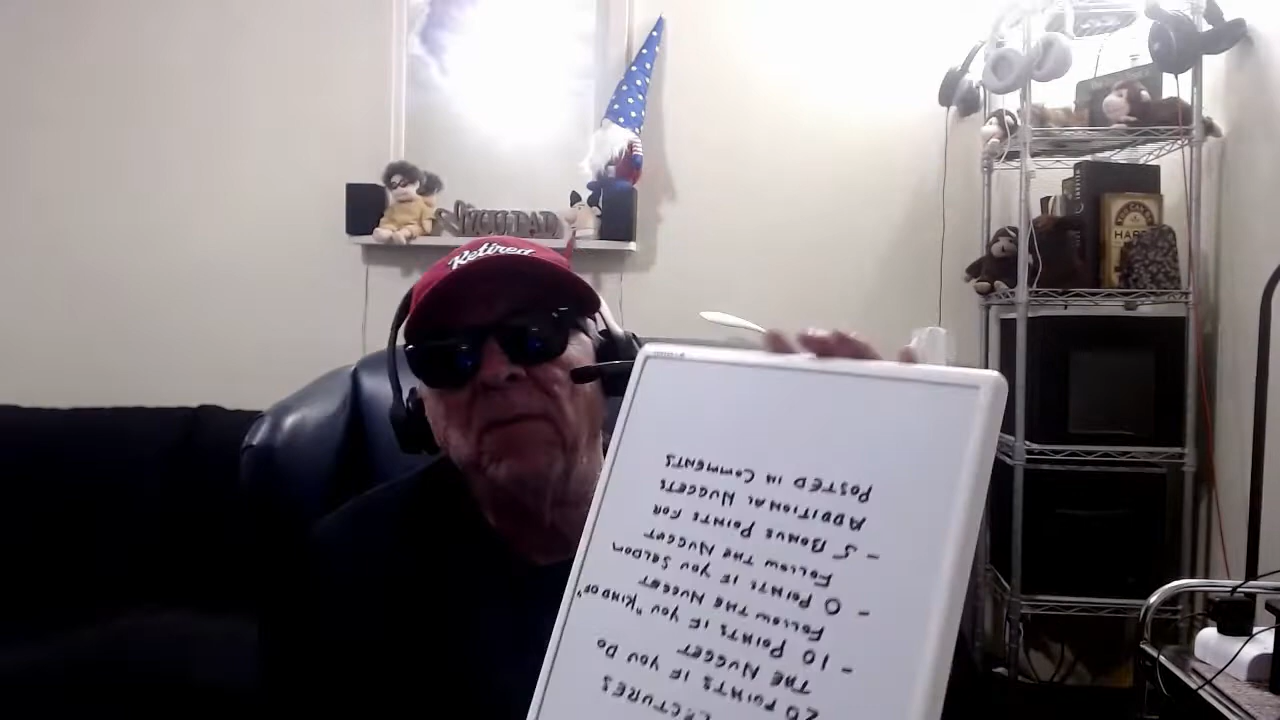 Retired
LECTURES
20 POINTS IF YOU DO
THE NUGGET
- 10 POINTS IF YOU "KIND OF"
FOLLOW THE NUGGET
- 0 POINTS IF YOU SELDOM
FOLLOW THE NUGGET
- 5 BONUS POINTS FOR
ADDITIONAL NUGGETS
POSTED IN COMMENTS